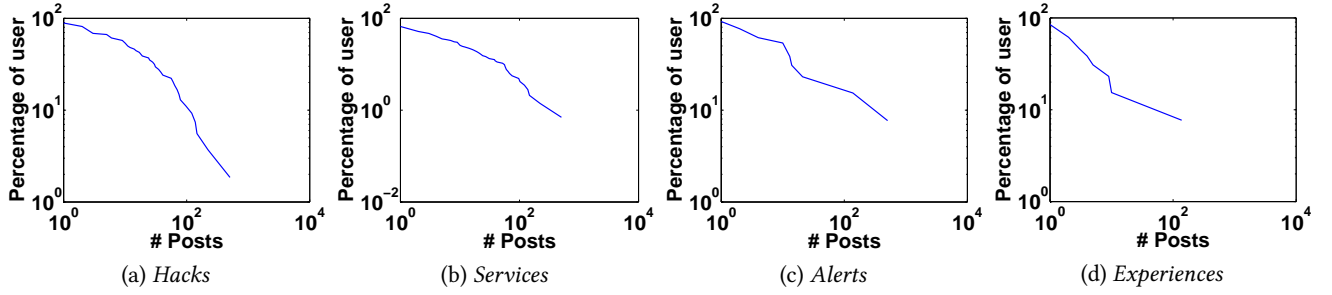 Percentage of user
10^2
10^1
10^0
10^0
10^2
10^4
# Posts
(a) Hacks
Percentage of user
10^2
10^0
10^−2
10^0
10^2
10^4
# Posts
(b) Services
Percentage of user
10^2
10^1
10^0
10^0
10^2
10^4
# Posts
(c) Alerts
Percentage of user
10^2
10^1
10^0
10^0
10^2
10^4
# Posts
(d) Experiences